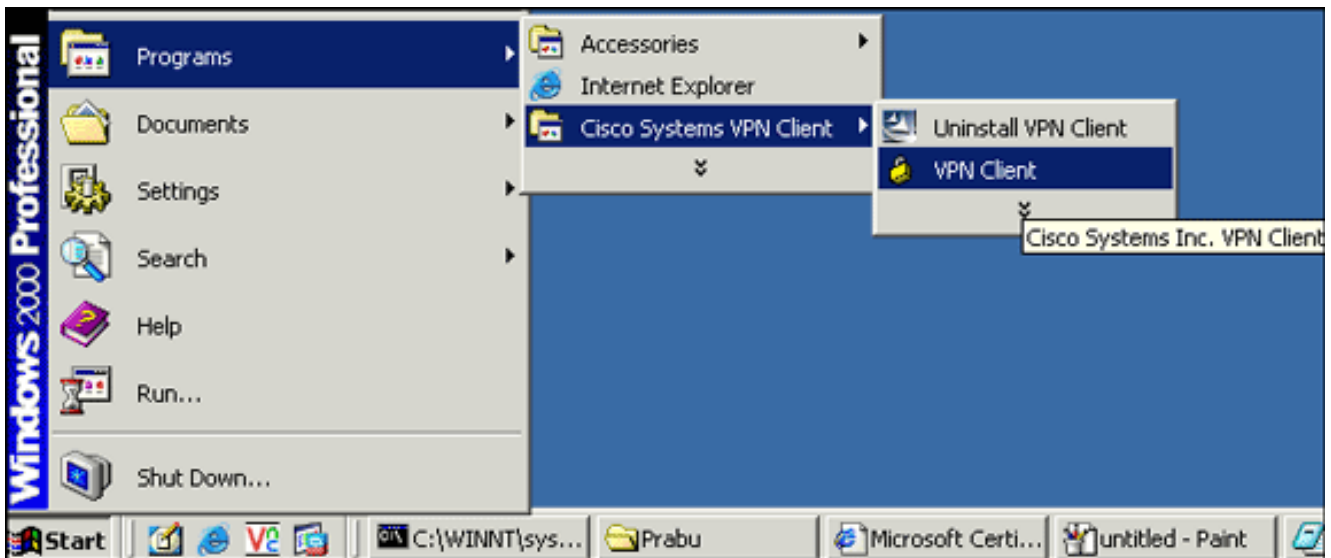 Windows 2000 Professional
Programs
Documents
Settings
Search
Help
Run...
Shut Down...
Accessories
Internet Explorer
Cisco Systems VPN Client
Uninstall VPN Client
VPN Client
Cisco Systems Inc. VPN Client
Start
C:\WINNT\sys...
Prabu
Microsoft Certi...
untitled - Paint